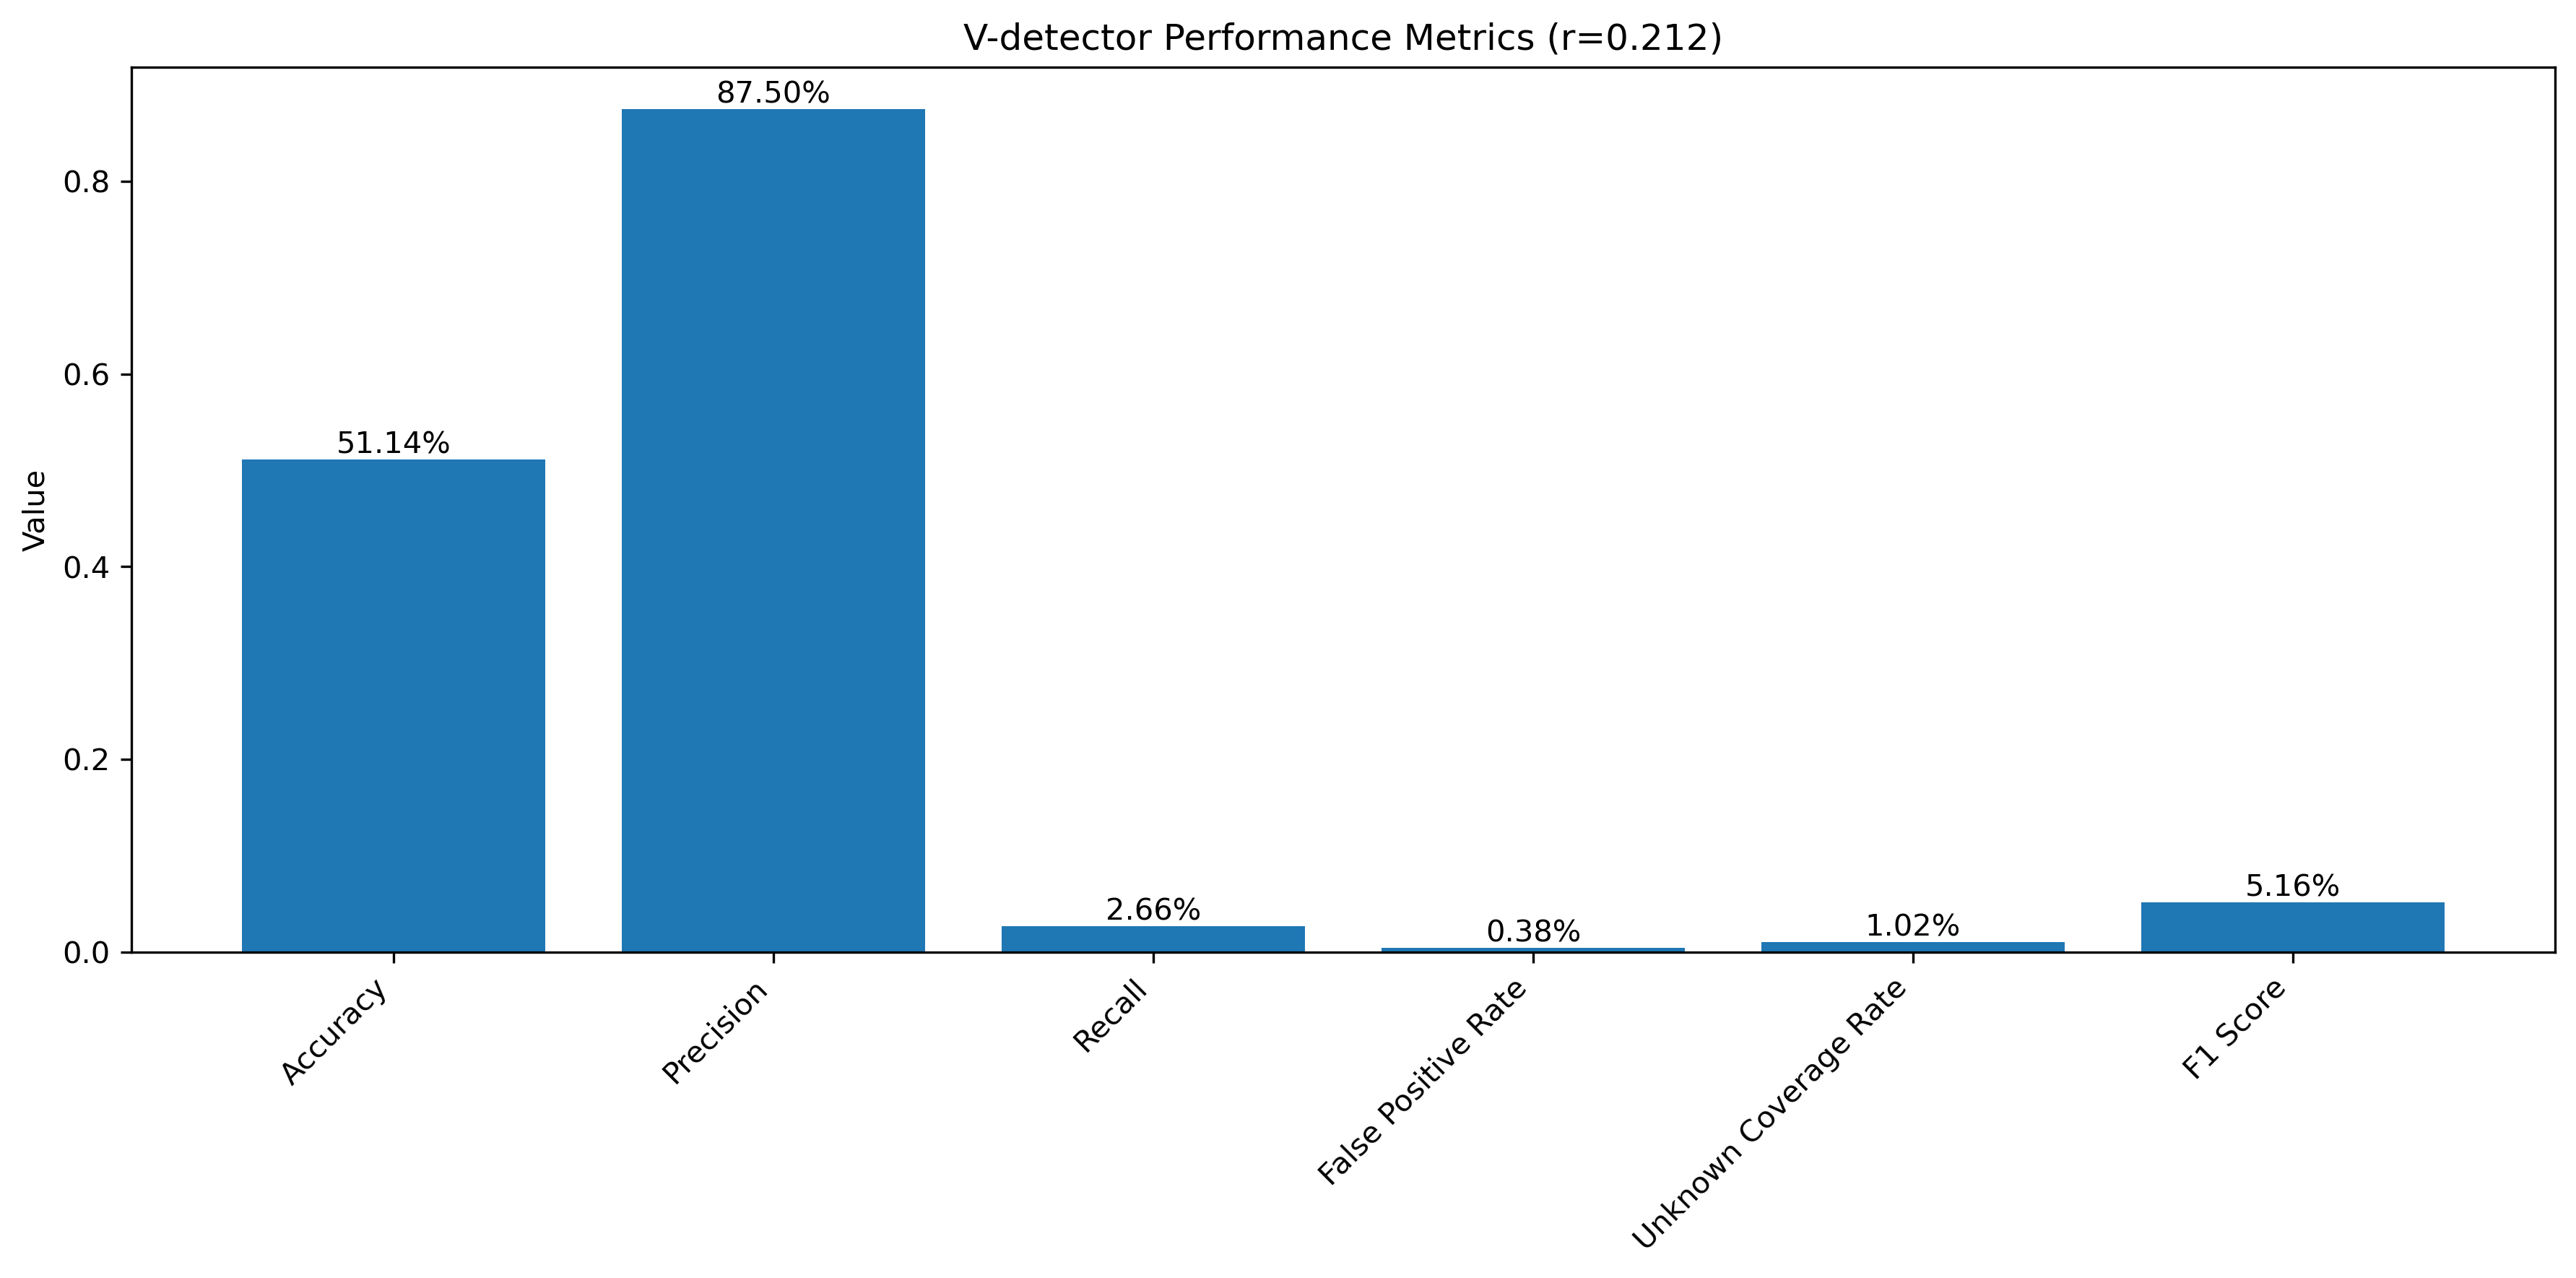 V-detector Performance Metrics (r=0.212)
Value
0.8
0.6
0.4
0.2
0.0
51.14%
87.50%
2.66%
0.38%
1.02%
5.16%
Accuracy
Precision
Recall
False Positive Rate
Unknown Coverage Rate
F1 Score